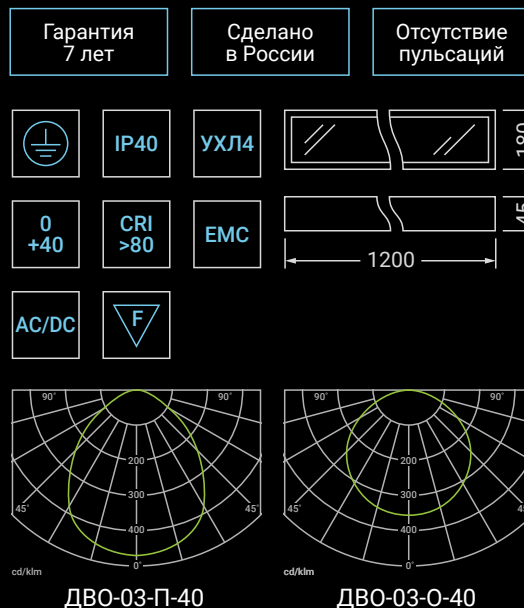 Гарантия
7 лет
Сделано
в России
Отсутствие
пульсаций
IP40
УХЛ4
180
0
+40
CRI
>80
EMC
45
1200
AC/DC
F
90°
90°
200
300
400
45°
45°
0°
cd/klm
ДВО-03-П-40
90°
90°
200
300
400
45°
0°
cd/klm
ДВО-03-О-40